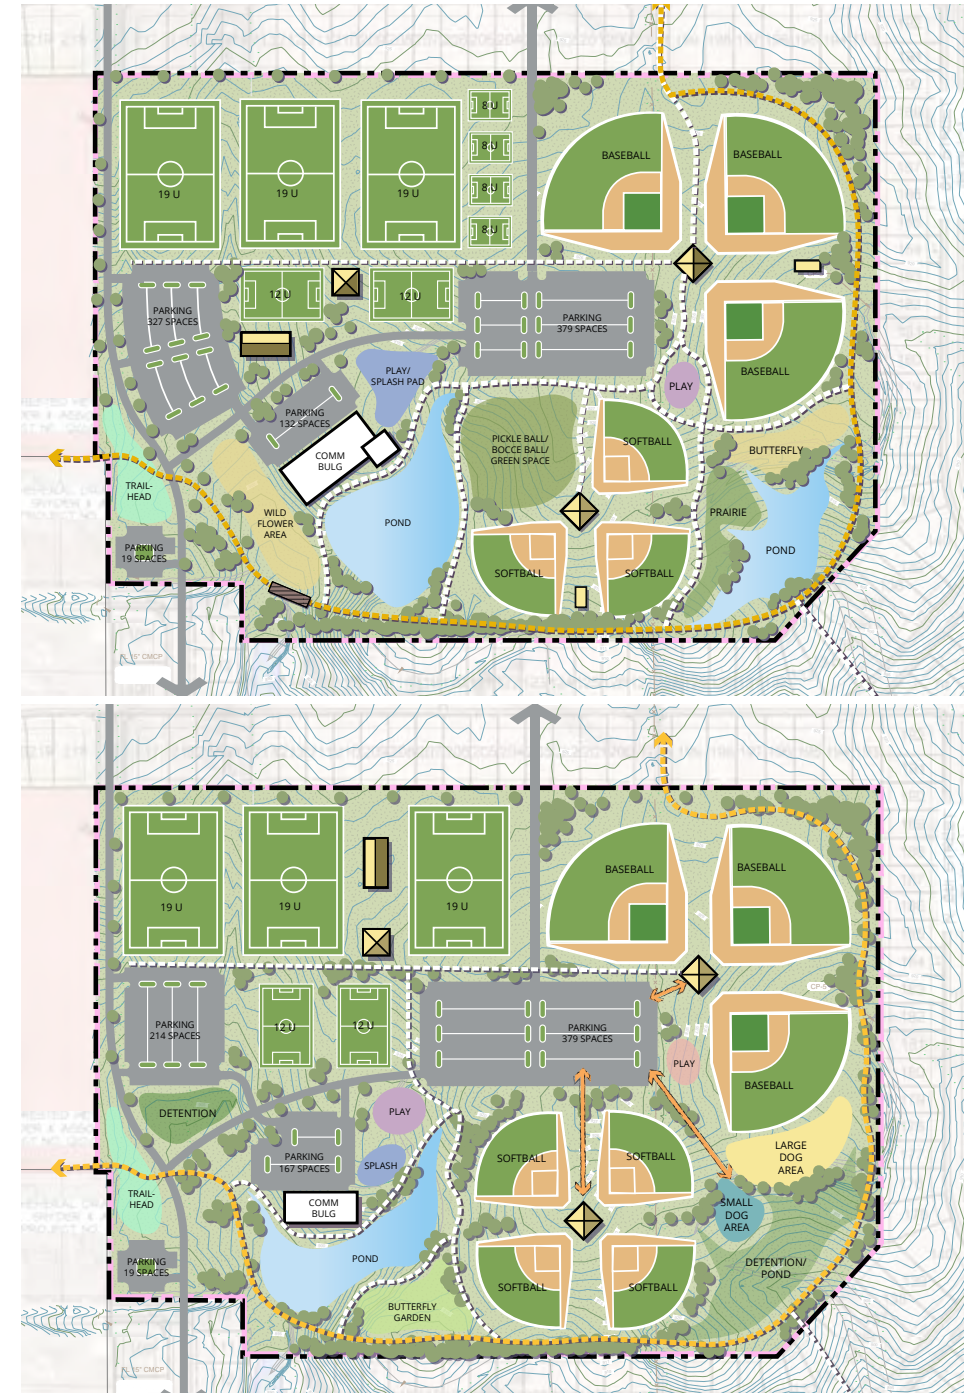 8 U
8 U
8 U
8 U
19 U
19 U
19 U
BASEBALL
BASEBALL
12 U
12 U
PARKING
327 SPACES
PARKING
379 SPACES
BASEBALL
PLAY/
SPLASH PAD
PLAY
PARKING
132 SPACES
SOFTBALL
PICKLE BALL/
BOCCE BALL/
GREEN SPACE
BUTTERFLY
COMM
BULG
TRAIL-
HEAD
WILD
FLOWER
AREA
POND
PRAIRIE
POND
PARKING
19 SPACES
SOFTBALL
SOFTBALL
15" CMCP
19 U
19 U
19 U
BASEBALL
BASEBALL
PARKING
214 SPACES
12 U
12 U
PARKING
379 SPACES
PLAY
BASEBALL
DETENTION
PLAY
PARKING
167 SPACES
SPLASH
SOFTBALL
SOFTBALL
LARGE
DOG
AREA
TRAIL-
HEAD
COMM
BULG
SMALL
DOG
AREA
POND
PARKING
19 SPACES
SOFTBALL
SOFTBALL
DETENTION/
POND
BUTTERFLY
GARDEN
15" CMCP